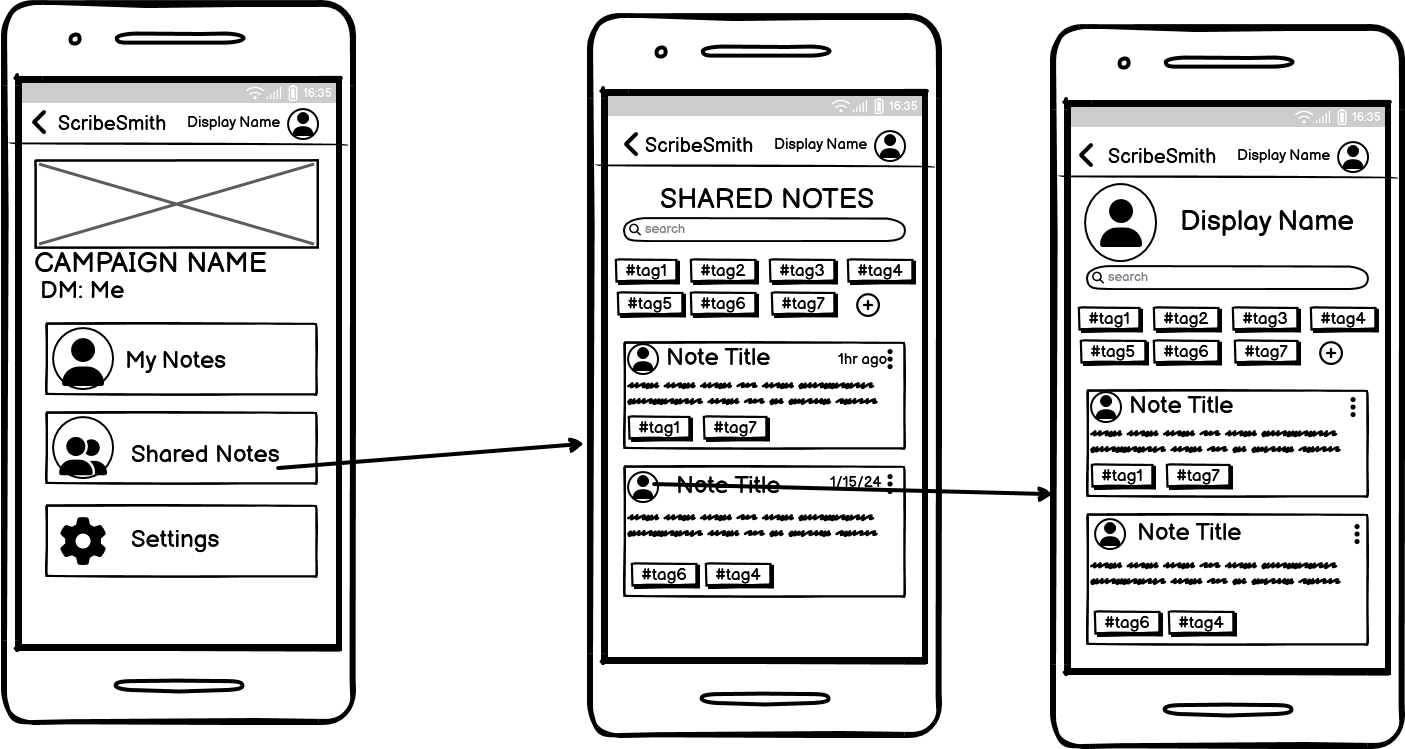 16:35
ScribeSmith Display Name
CAMPAIGN NAME
DM: Me
My Notes
Shared Notes
Settings
16:35
ScribeSmith Display Name
SHARED NOTES
search
#tag1 #tag2 #tag3 #tag4
#tag5 #tag6 #tag7
Note Title 1hr ago
#tag1 #tag7
Note Title 1/15/24
#tag6 #tag4
16:35
ScribeSmith Display Name
Display Name
search
#tag1 #tag2 #tag3 #tag4
#tag5 #tag6 #tag7
Note Title
#tag1 #tag7
Note Title
#tag6 #tag4